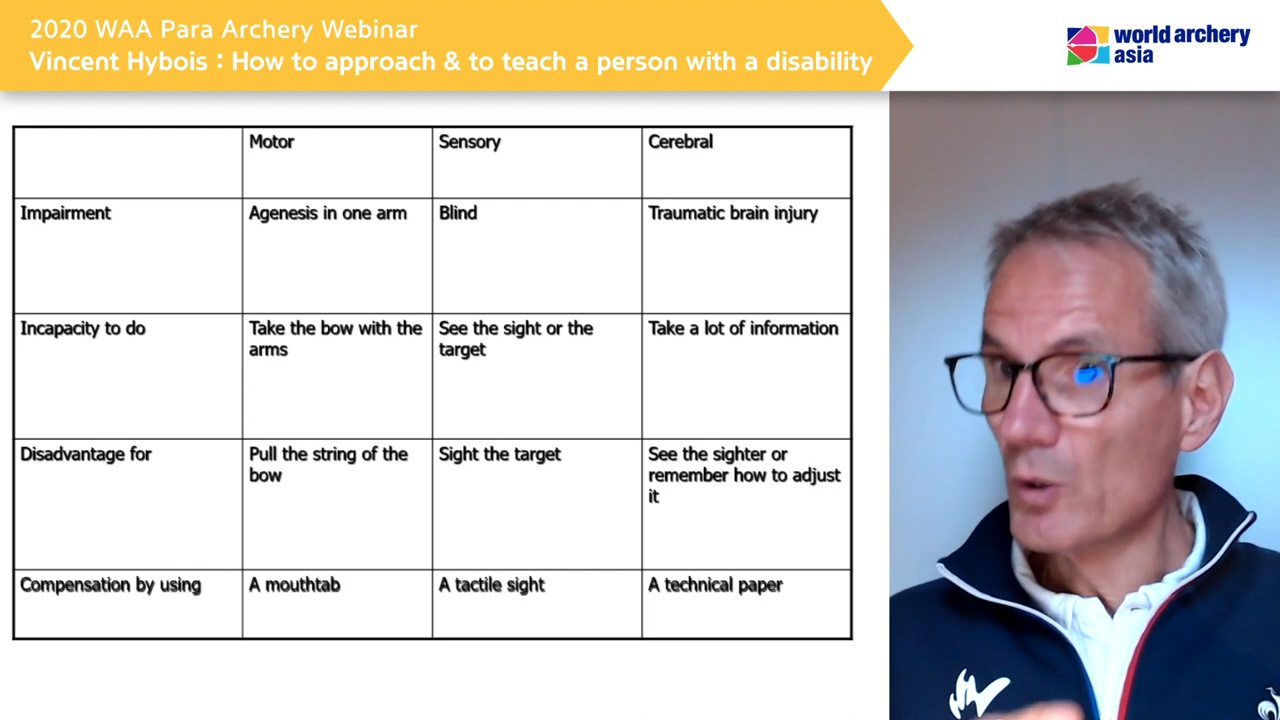 2020 WAA Para Archery Webinar
Vincent Hybois : How to approach & to teach a person with a disability
world archery
asia
Motor
Sensory
Cerebral
Impairment
Agenesis in one arm
Blind
Traumatic brain injury
Incapacity to do
Take the bow with the
arms
See the sight or the
target
Take a lot of information
Disadvantage for
Pull the string of the
bow
Sight the target
See the sighter or
remember how to adjust
it
Compensation by using
A mouthtab
A tactile sight
A technical paper